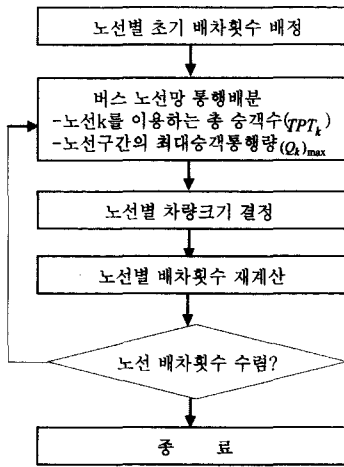 노선별 초기 배차횟수 배정
버스 노선망 통행배분
-노선k를 이용하는 총 승객수(TPT_k)
-노선구간의 최대승객통행량(Q_k)_max
노선별 차량크기 결정
노선별 배차횟수 재계산
노선 배차횟수 수렴?
종 료